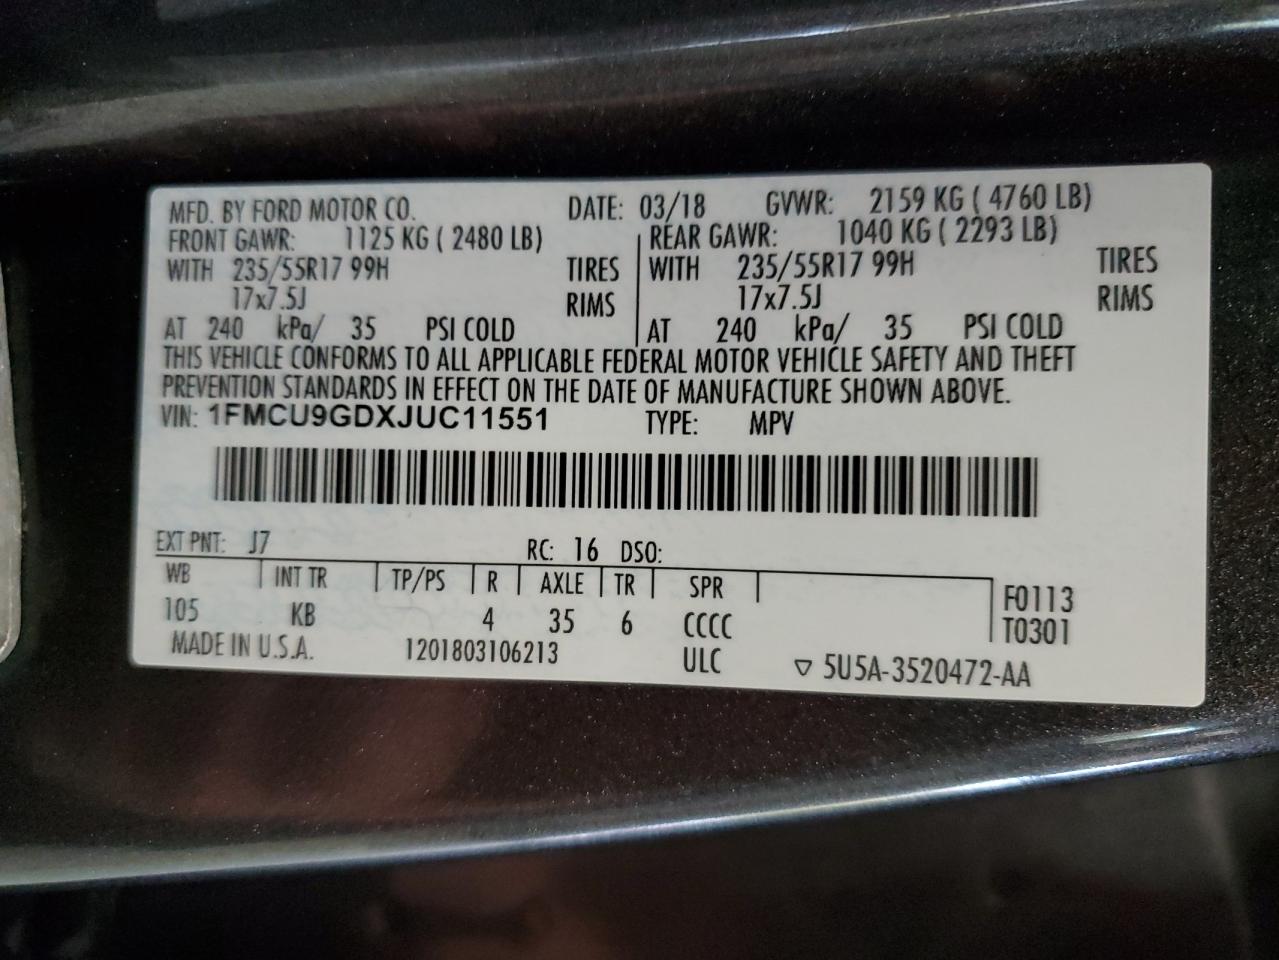 MFD. BY FORD MOTOR CO. DATE: 03/18 GVWR: 2159 KG ( 4760 LB)
FRONT GAWR: 1125 KG ( 2480 LB) REAR GAWR: 1040 KG ( 2293 LB)
WITH 235/55R17 99H TIRES WITH 235/55R17 99H TIRES
17x7.5J RIMS 17x7.5J RIMS
AT 240 kPa/ 35 PSI COLD AT 240 kPa/ 35 PSI COLD
THIS VEHICLE CONFORMS TO ALL APPLICABLE FEDERAL MOTOR VEHICLE SAFETY AND THEFT
PREVENTION STANDARDS IN EFFECT ON THE DATE OF MANUFACTURE SHOWN ABOVE.
VIN: 1FMCU9GDXJUC11551 TYPE: MPV
EXT PNT: J7 RC: 16 DSO:
WB INT TR TP/PS R AXLE TR SPR F0113
105 KB 4 35 6 CCCC T0301
MADE IN U.S.A. 1201803106213 ULC ▽ 5U5A-3520472-AA